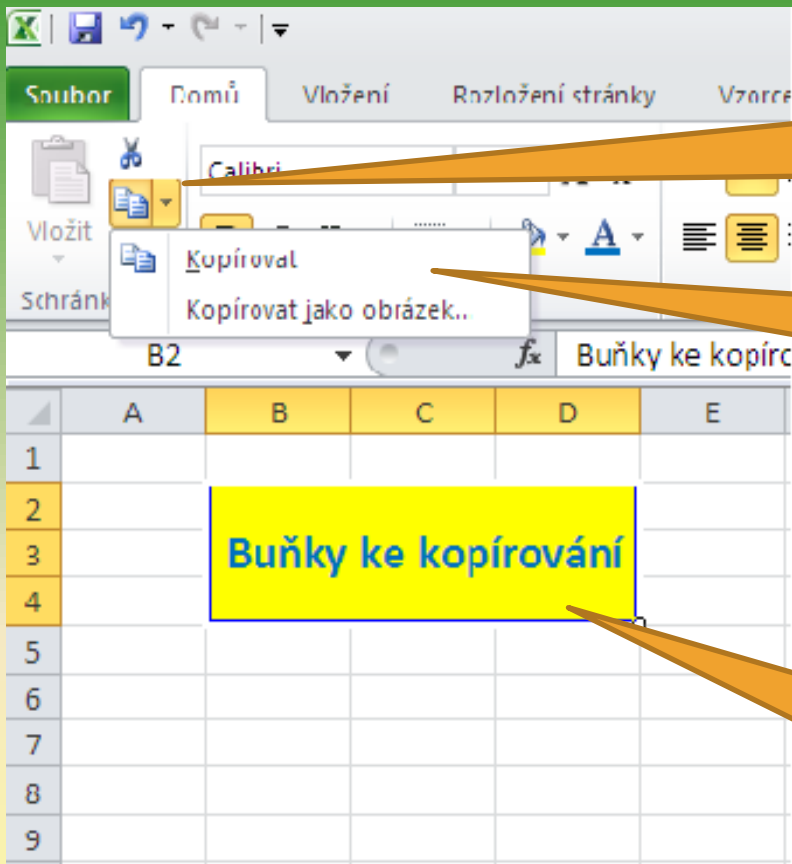 Soubor Domů Vložení Rozložení stránky Vzorce
Calibri
Vložit
Kopírovat
Kopírovat jako obrázek..
Schránk
B2 fx Buňky ke kopíro
A B C D E
1
2
Buňky ke kopírování
3
4
5
6
7
8
9